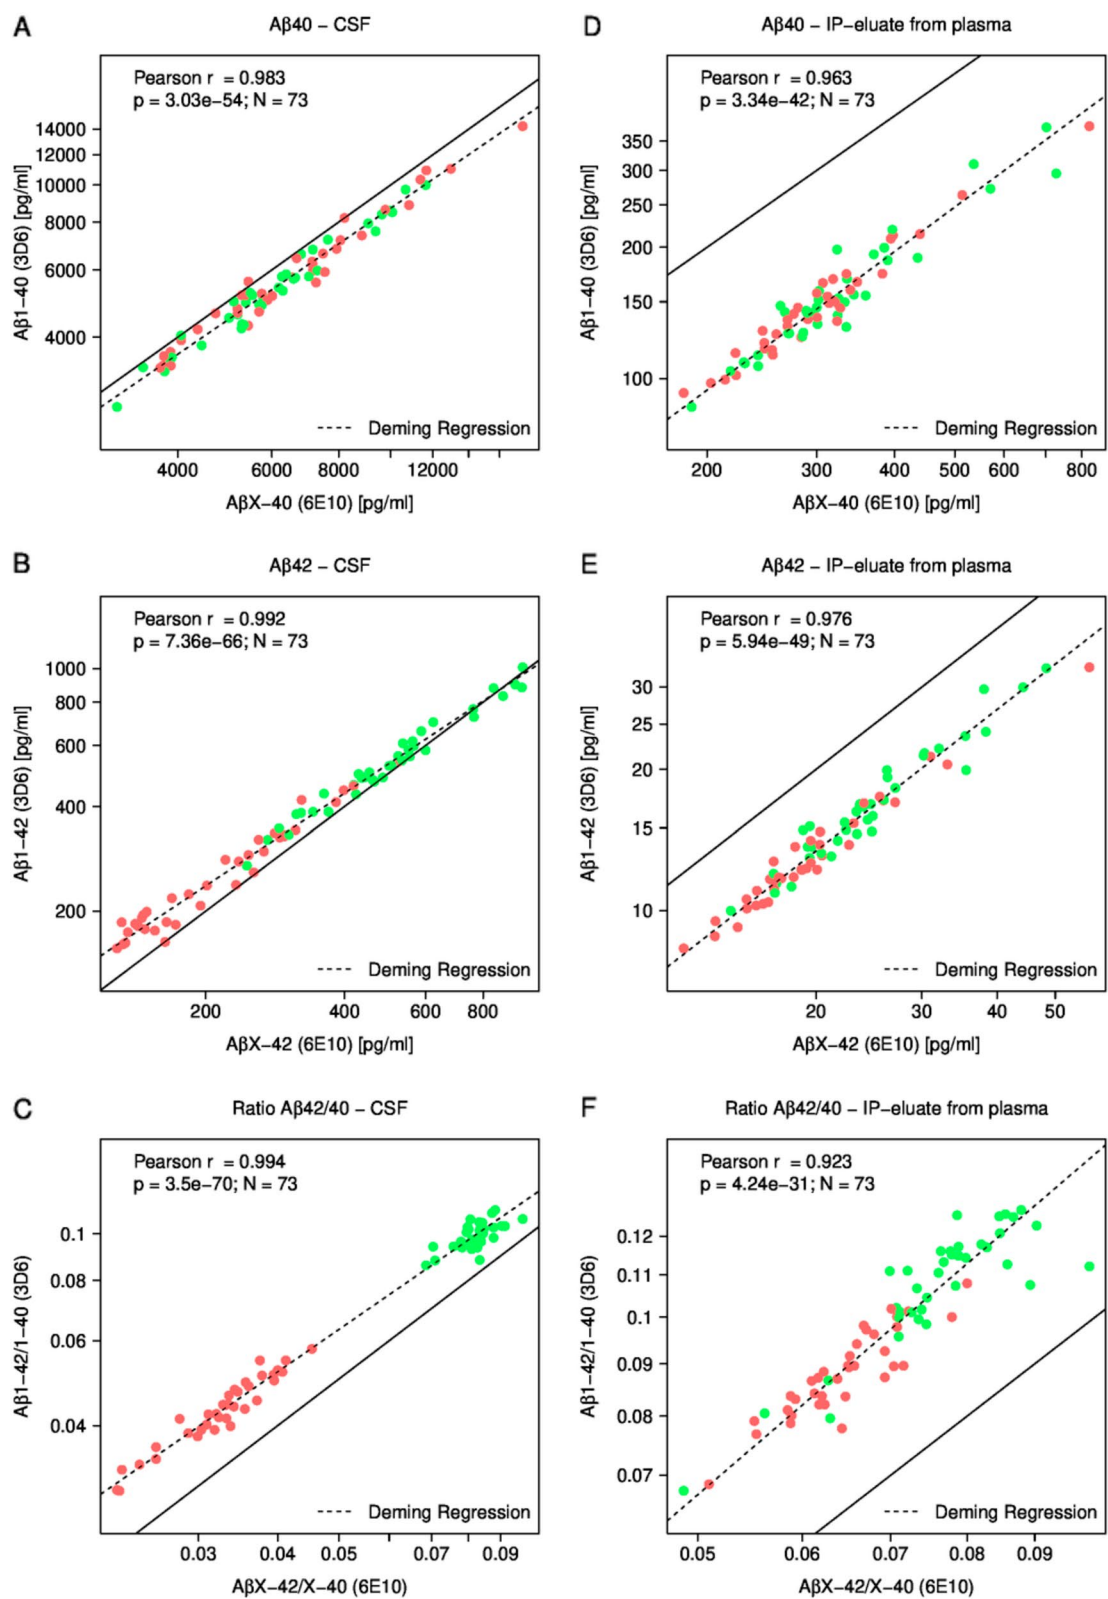 A
Aβ40 – CSF
Pearson r = 0.983
p = 3.03e−54; N = 73
14000
12000
10000
8000
6000
4000
Aβ1−40 (3D6) [pg/ml]
Deming Regression
4000 6000 8000 12000
AβX−40 (6E10) [pg/ml]
D
Aβ40 – IP−eluate from plasma
Pearson r = 0.963
p = 3.34e−42; N = 73
350
300
250
200
150
100
Aβ1−40 (3D6) [pg/ml]
Deming Regression
200 300 400 500 600 800
AβX−40 (6E10) [pg/ml]
B
Aβ42 – CSF
Pearson r = 0.992
p = 7.36e−66; N = 73
1000
800
600
400
200
Aβ1−42 (3D6) [pg/ml]
Deming Regression
200 400 600 800
AβX−42 (6E10) [pg/ml]
E
Aβ42 – IP−eluate from plasma
Pearson r = 0.976
p = 5.94e−49; N = 73
30
25
20
15
10
Aβ1−42 (3D6) [pg/ml]
Deming Regression
20 30 40 50
AβX−42 (6E10) [pg/ml]
C
Ratio Aβ42/40 – CSF
Pearson r = 0.994
p = 3.5e−70; N = 73
0.1
0.08
0.06
0.04
Aβ1−42/1−40 (3D6)
Deming Regression
0.03 0.04 0.05 0.07 0.09
AβX−42/X−40 (6E10)
F
Ratio Aβ42/40 – IP−eluate from plasma
Pearson r = 0.923
p = 4.24e−31; N = 73
0.12
0.11
0.1
0.09
0.08
0.07
Aβ1−42/1−40 (3D6)
Deming Regression
0.05 0.06 0.07 0.08 0.09
AβX−42/X−40 (6E10)